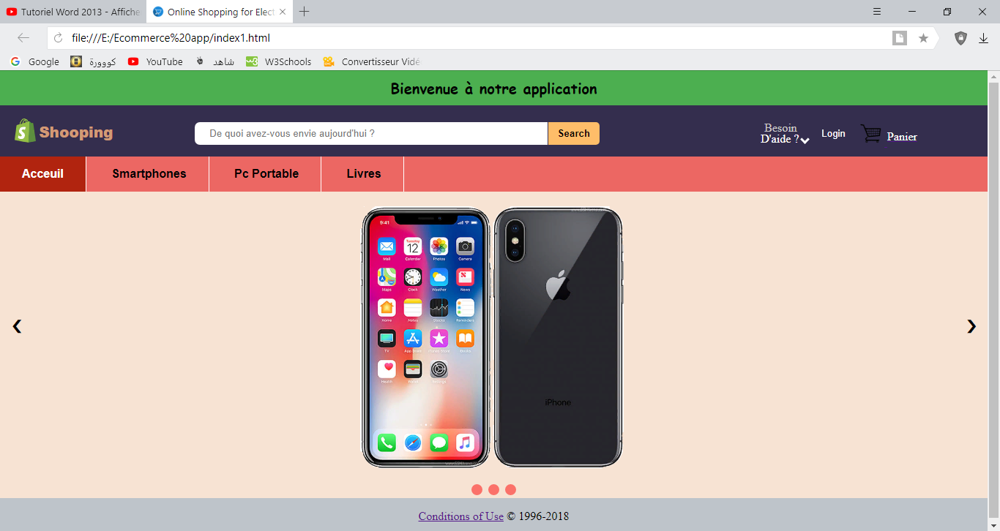 Tutoriel Word 2013 - Affiche
Online Shopping for Elect
file:///E:/Ecommerce%20app/index1.html
Google
كووورة
YouTube
شاهد
W3Schools
Convertisseur Vidé
Bienvenue à notre application
Shooping
De quoi avez-vous envie aujourd'hui ?
Search
Besoin
D'aide ?
Login
Panier
Acceuil
Smartphones
Pc Portable
Livres
9:41
Tuesday
12
Mail
Calendar
Photos
Camera
Maps
Clock
Weather
News
Home
Notes
Stocks
Reminders
TV
App Store
iTunes Store
iBooks
Health
Wallet
Settings
iPhone
Conditions of Use © 1996-2018